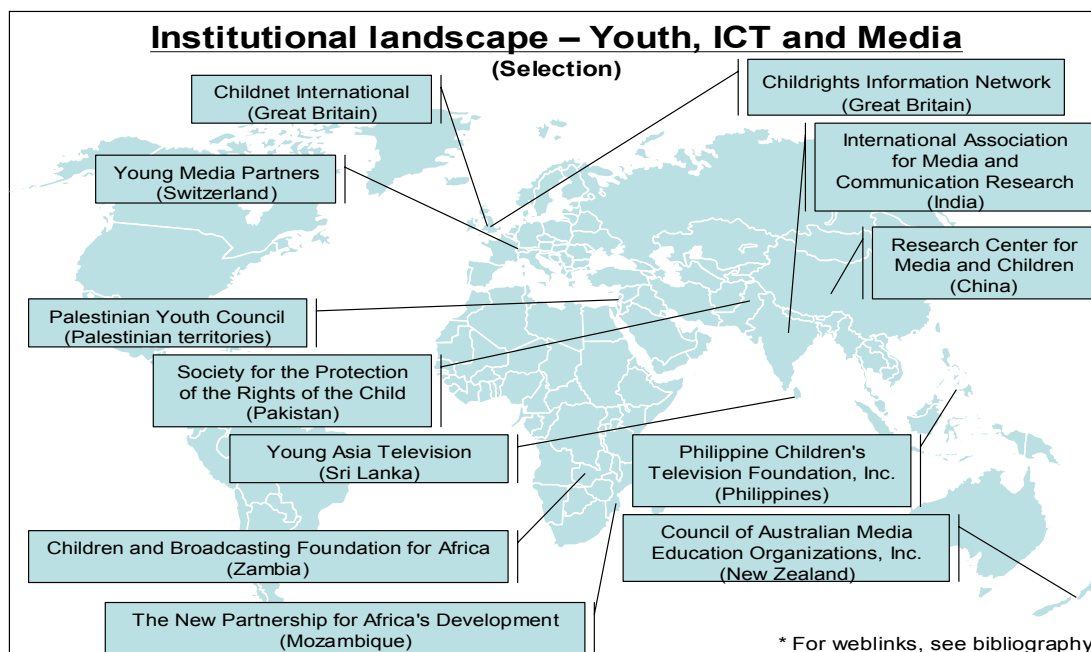 Institutional landscape – Youth, ICT and Media
(Selection)
Childnet International
(Great Britain)
Childrights Information Network
(Great Britain)
International Association
for Media and
Communication Research
(India)
Young Media Partners
(Switzerland)
Research Center for
Media and Children
(China)
Palestinian Youth Council
(Palestinian territories)
Society for the Protection
of the Rights of the Child
(Pakistan)
Young Asia Television
(Sri Lanka)
Philippine Children's
Television Foundation, Inc.
(Philippines)
Council of Australian Media
Education Organizations, Inc.
(New Zealand)
Children and Broadcasting Foundation for Africa
(Zambia)
The New Partnership for Africa's Development
(Mozambique)
* For weblinks, see bibliography